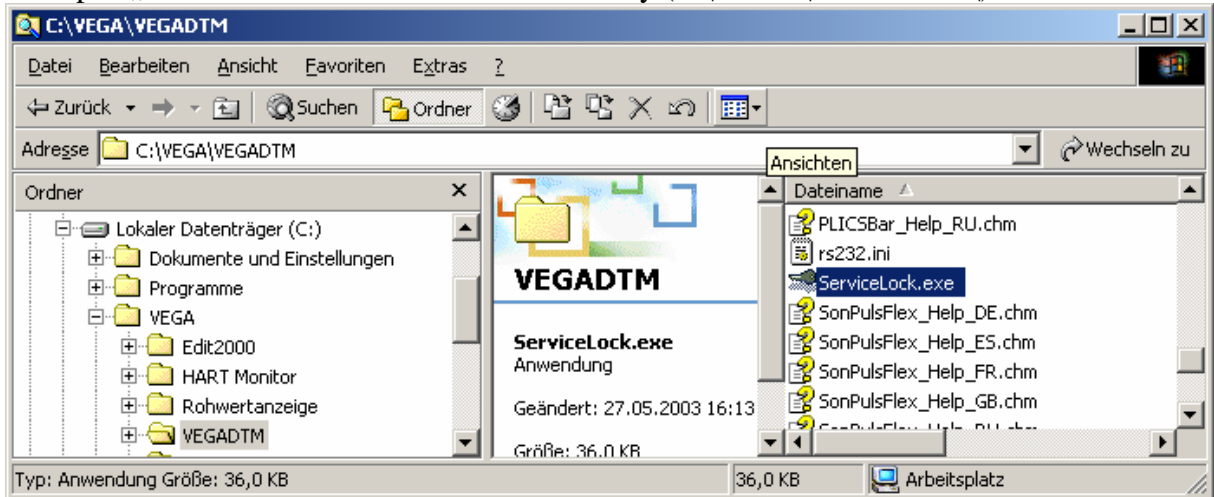 C:\VEGA\VEGADTM
Datei Bearbeiten Ansicht Favoriten Extras ?
Zurück Suchen Ordner
Adresse C:\VEGA\VEGADTM Wechseln zu
Ansichten
Ordner
Lokaler Datenträger (C:)
Dokumente und Einstellungen
Programme
VEGA
Edit2000
HART Monitor
Rohwertanzeige
VEGADTM
VEGADTM
ServiceLock.exe
Anwendung
Geändert: 27.05.2003 16:13
Größe: 36,0 KB
Dateiname
PLICSBar_Help_RU.chm
rs232.ini
ServiceLock.exe
SonPulsFlex_Help_DE.chm
SonPulsFlex_Help_ES.chm
SonPulsFlex_Help_FR.chm
SonPulsFlex_Help_GB.chm
Typ: Anwendung Größe: 36,0 KB
36,0 KB
Arbeitsplatz